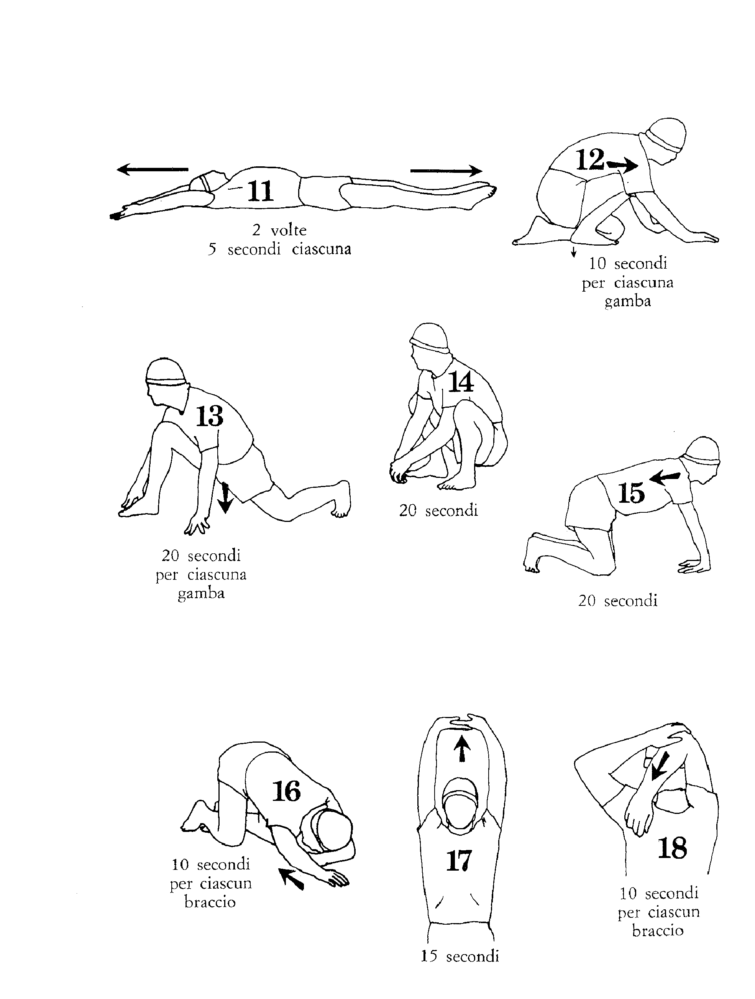 11
2 volte
5 secondi ciascuna
12
10 secondi
per ciascuna
gamba
13
20 secondi
per ciascuna
gamba
14
20 secondi
15
20 secondi
16
10 secondi
per ciascun
braccio
17
15 secondi
18
10 secondi
per ciascun
braccio